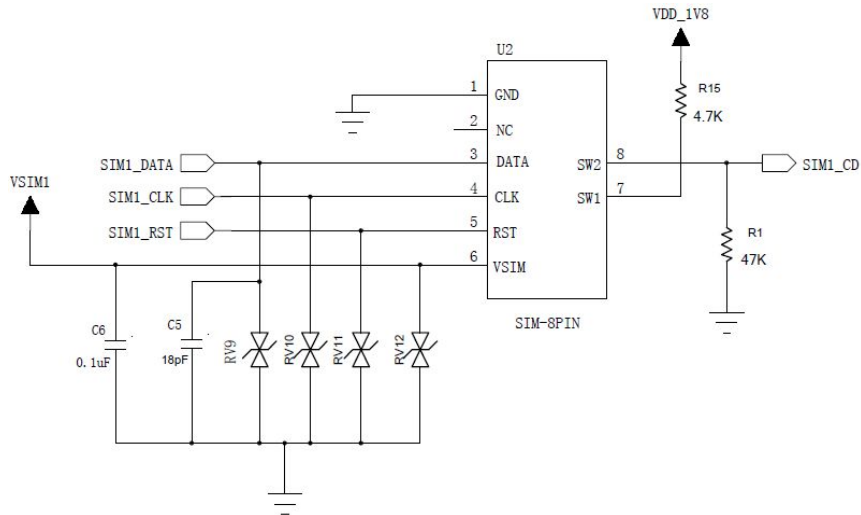 VDD_1V8
U2
R15
4.7K
1 GND
2 NC
SIM1_DATA 3 DATA SW2 8 SIM1_CD
VSIM1
SIM1_CLK 4 CLK SW1 7
SIM1_RST 5 RST
R1
47K
6 VSIM
SIM-8PIN
C6
0.1uF
C5
18pF
RV9
RV10
RV11
RV12